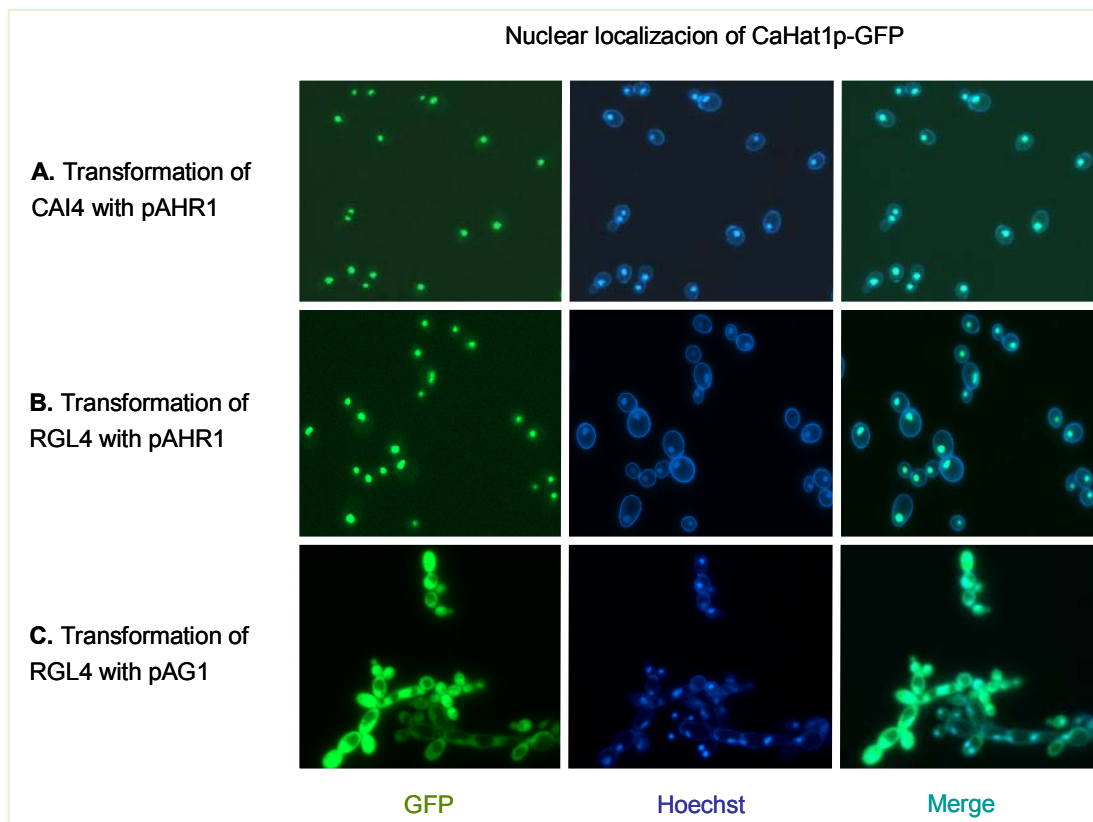 Nuclear localizacion of CaHat1p-GFP
A. Transformation of
CAI4 with pAHR1
B. Transformation of
RGL4 with pAHR1
C. Transformation of
RGL4 with pAG1
GFP
Hoechst
Merge